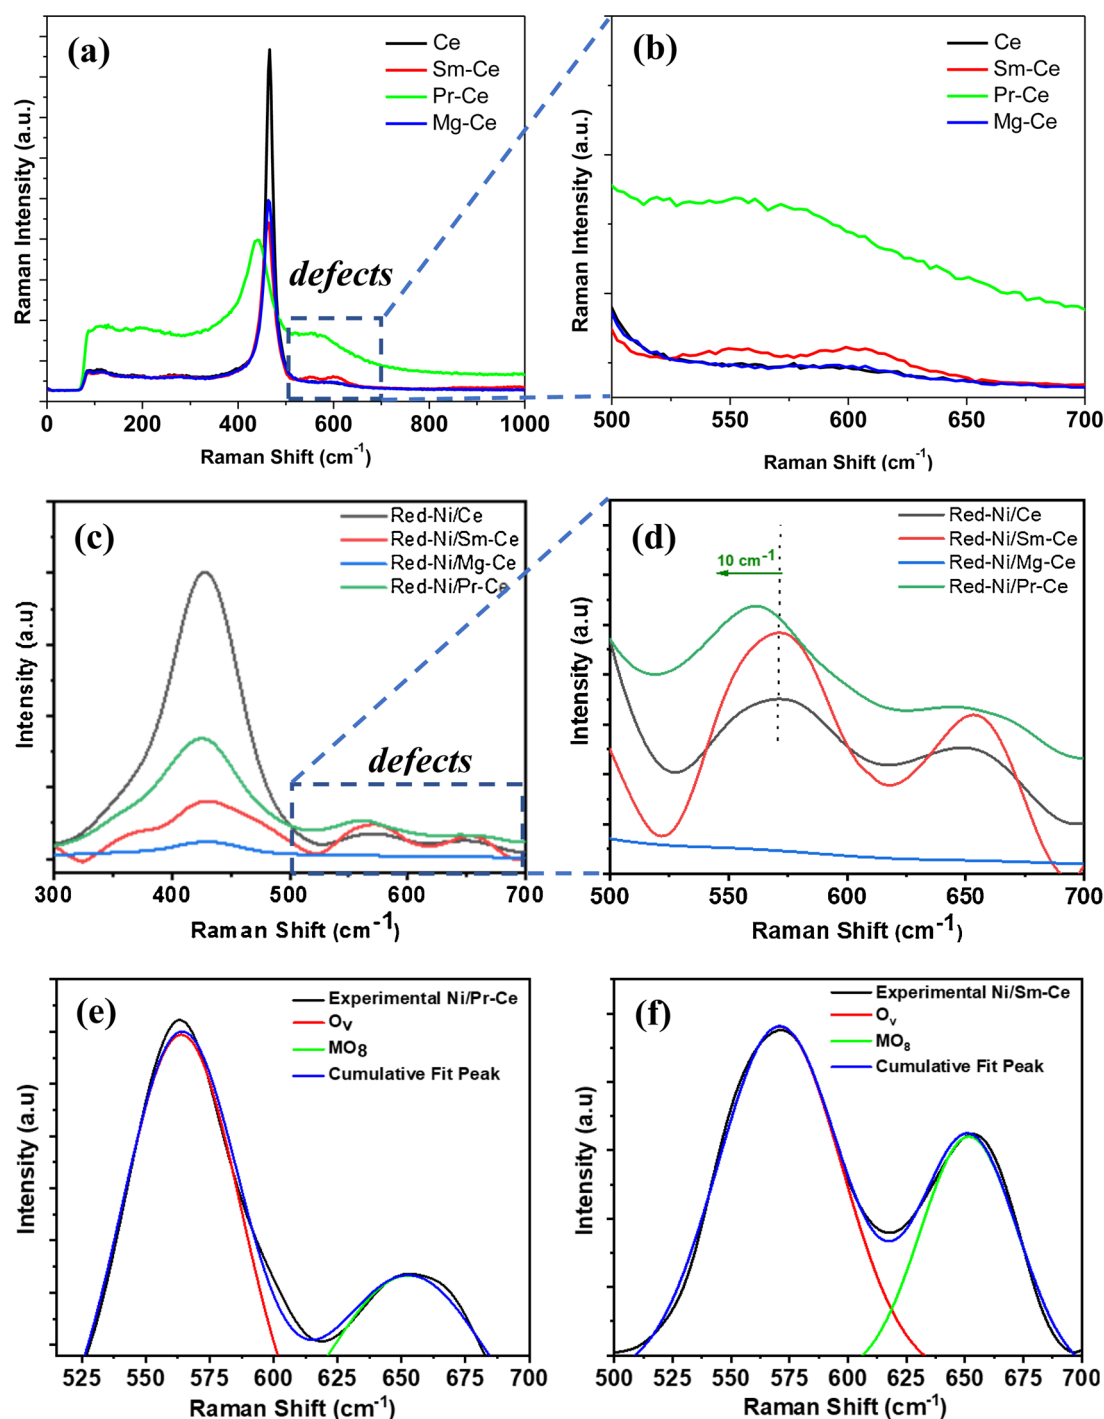 (a)
Ce
Sm-Ce
Pr-Ce
Mg-Ce
defects
Raman Intensity (a.u.)
0 200 400 600 800 1000
Raman Shift (cm-1)
(b)
Ce
Sm-Ce
Pr-Ce
Mg-Ce
Raman Intensity (a.u.)
500 550 600 650 700
Raman Shift (cm-1)
(c)
Red-Ni/Ce
Red-Ni/Sm-Ce
Red-Ni/Mg-Ce
Red-Ni/Pr-Ce
defects
Intensity (a.u)
300 400 500 600 700
Raman Shift (cm-1)
(d)
Red-Ni/Ce
Red-Ni/Sm-Ce
Red-Ni/Mg-Ce
Red-Ni/Pr-Ce
10 cm-1
Intensity (a.u)
500 550 600 650 700
Raman Shift (cm-1)
(e)
Experimental Ni/Pr-Ce
Ov
MO8
Cumulative Fit Peak
Intensity (a.u)
525 550 575 600 625 650 675 700
Raman Shift (cm-1)
(f)
Experimental Ni/Sm-Ce
Ov
MO8
Cumulative Fit Peak
Intensity (a.u)
500 525 550 575 600 625 650 675 700
Raman Shift (cm-1)